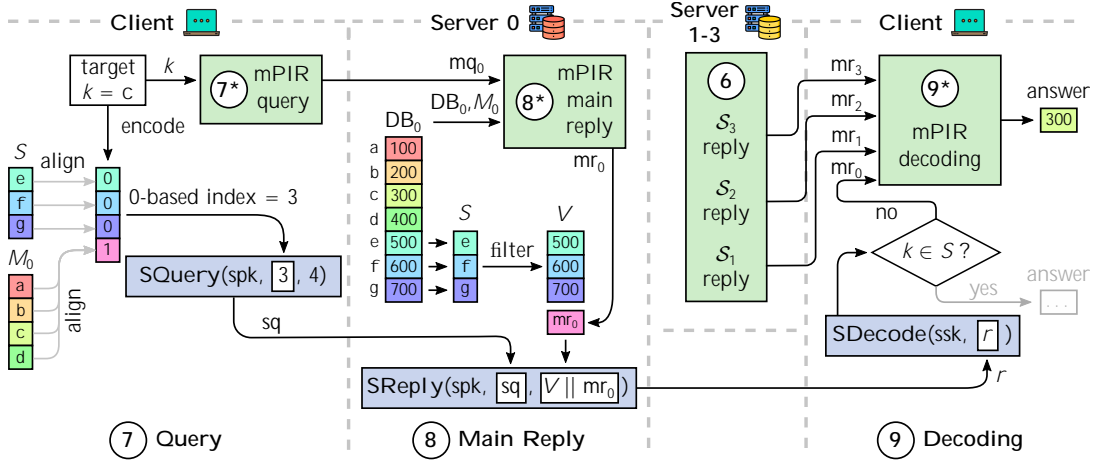 Client
Server 0
Server
1-3
Client
target
k = c
k
7*
mPIR
query
encode
mq₀
DB₀, M₀
8*
mPIR
main
reply
mr₀
DB₀
a 100
b 200
c 300
d 400
e 500
f 600
g 700
S
e
f
g
filter
V
500
600
700
mr₀
S
e
f
g
align
0
0
0
1
0-based index = 3
M₀
a
b
c
d
align
SQuery(spk, 3, 4)
sq
SReply(spk, sq, V || mr₀)
6
S₃
reply
S₂
reply
S₁
reply
mr₃
mr₂
mr₁
mr₀
9*
mPIR
decoding
answer
300
no
k ∈ S?
yes
answer
...
SDecode(ssk, r)
r
7 Query
8 Main Reply
9 Decoding